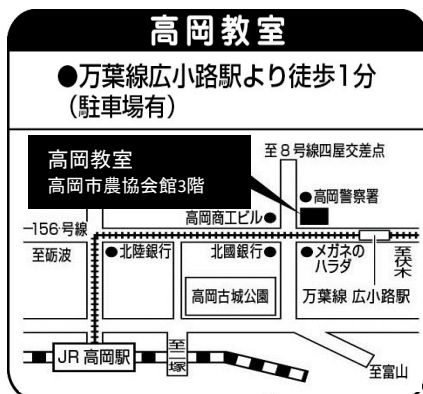 高岡教室
●万葉線広小路駅より徒歩1分
(駐車場有)
高岡教室
高岡市農協会館3階
至8号線四屋交差点
高岡警察署
高岡商工ビル
156号線
至砺波
北陸銀行
北國銀行
メガネの
ハラダ
至伏木
高岡古城公園
万葉線 広小路駅
JR 高岡駅
至二塚
至富山